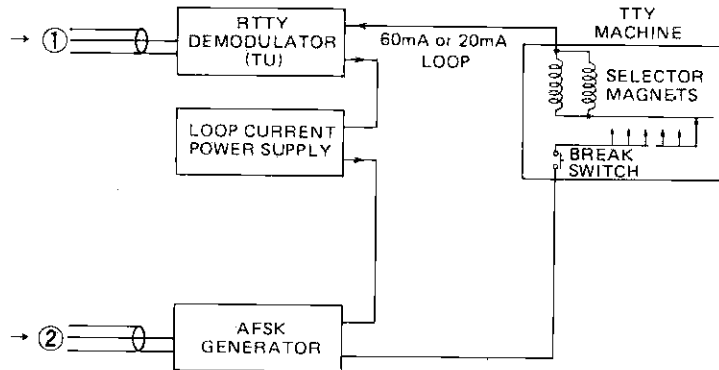 ①
RTTY
DEMODULATOR
(TU)
60mA or 20mA
LOOP
TTY
MACHINE
SELECTOR
MAGNETS
LOOP CURRENT
POWER SUPPLY
BREAK
SWITCH
②
AFSK
GENERATOR